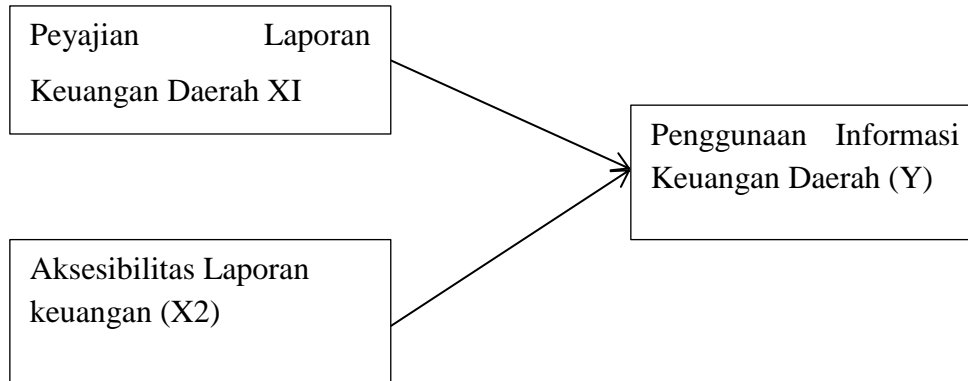 Peyajian Laporan
Keuangan Daerah XI
Penggunaan Informasi
Keuangan Daerah (Y)
Aksesibilitas Laporan
keuangan (X2)